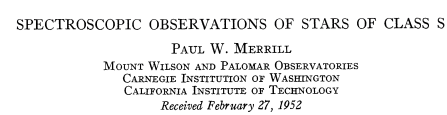 SPECTROSCOPIC OBSERVATIONS OF STARS OF CLASS S
PAUL W. MERRILL
MOUNT WILSON AND PALOMAR OBSERVATORIES
CARNEGIE INSTITUTION OF WASHINGTON
CALIFORNIA INSTITUTE OF TECHNOLOGY
Received February 27, 1952